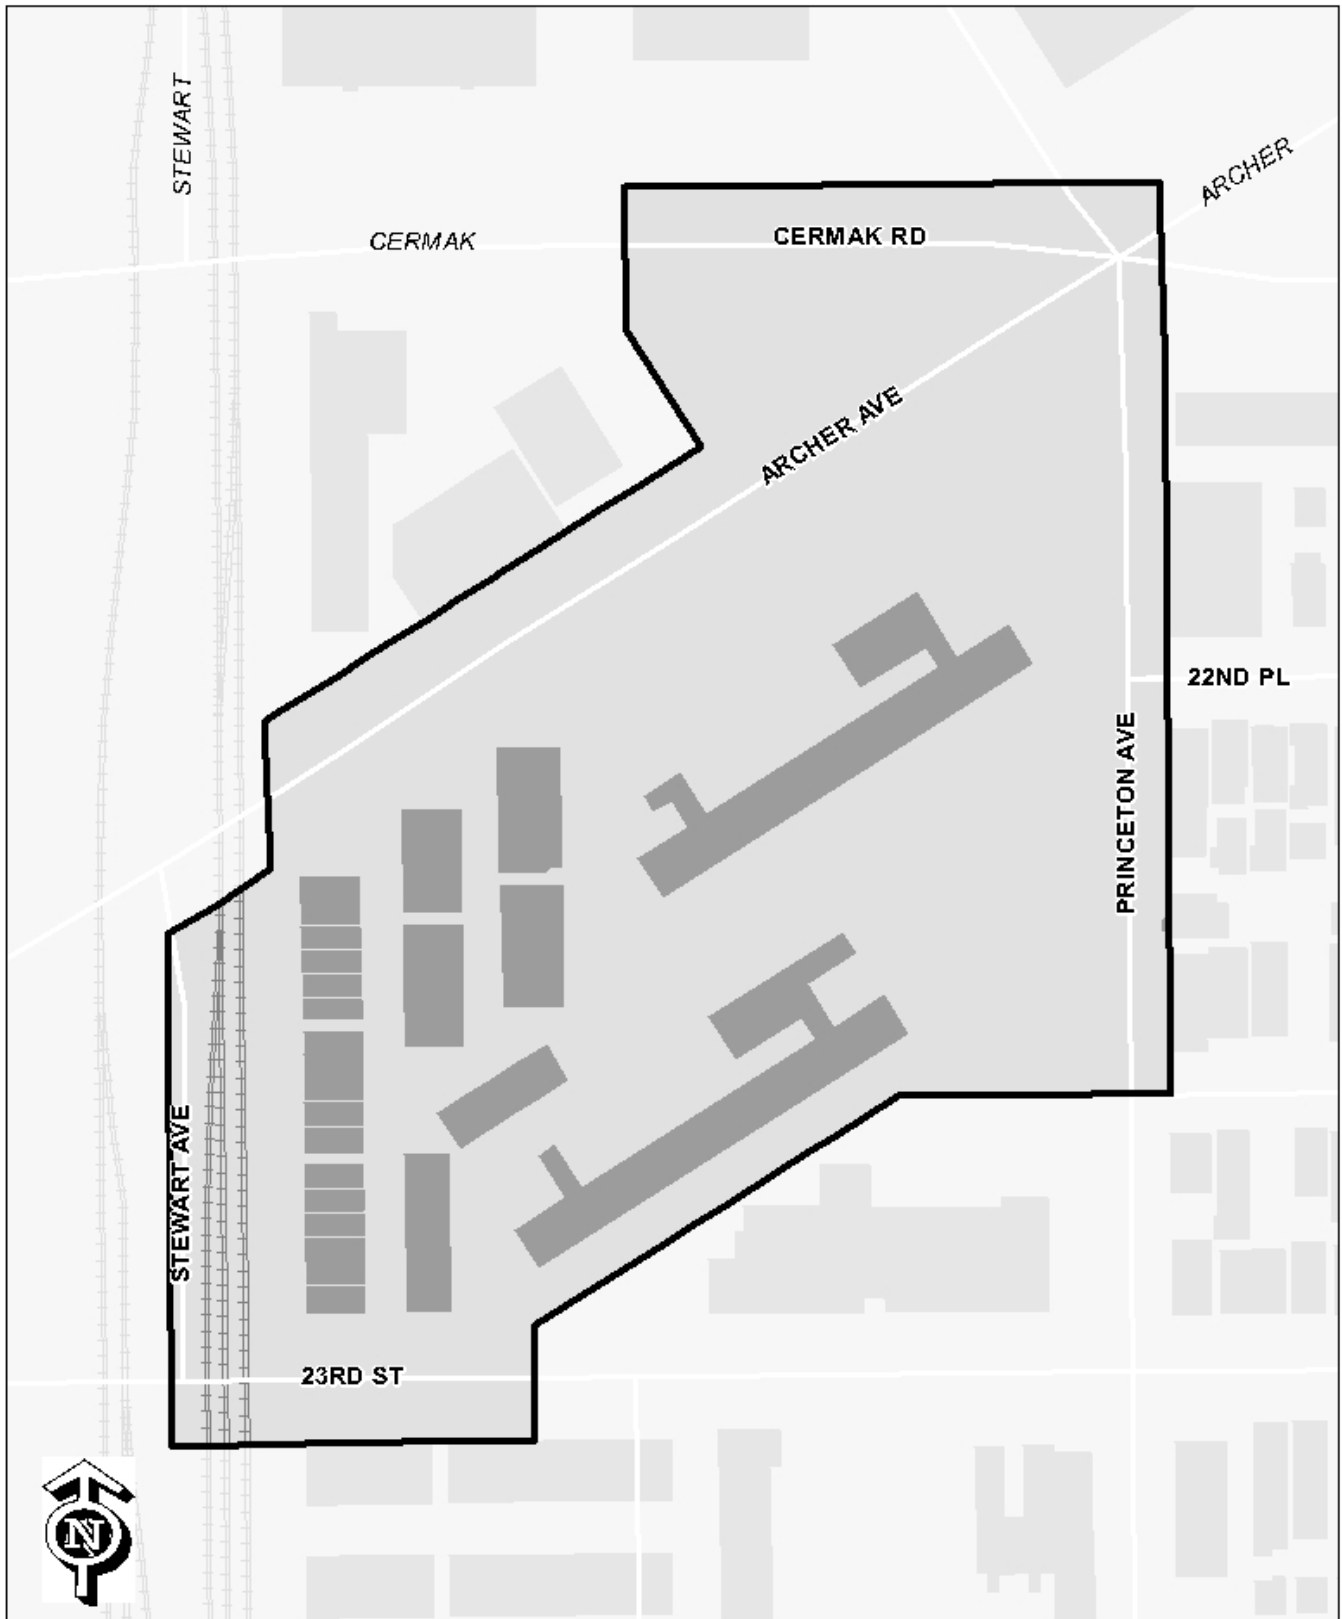 STEWART
ARCHER
CERMAK
CERMAK RD
ARCHER AVE
22ND PL
PRINCETON AVE
STEWART AVE
23RD ST
N